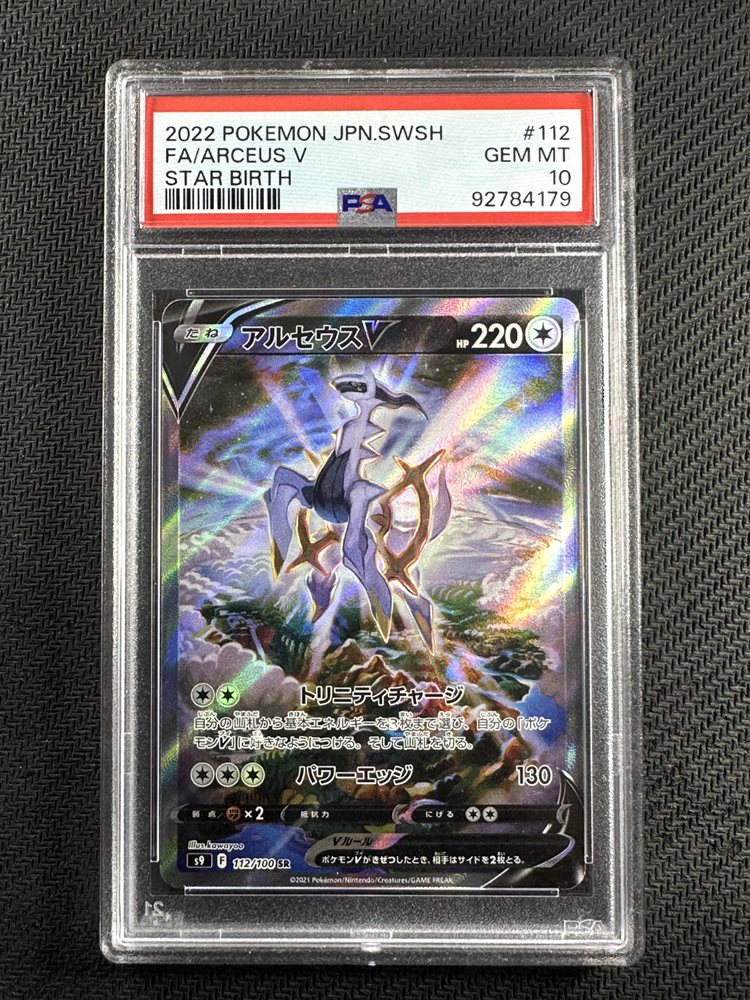 2022 POKEMON JPN.SWSH #112
FA/ARCEUS V GEM MT
STAR BIRTH 10
PSA 92784179
たね アルセウスV HP 220
トリニティチャージ
自分の山札から基本エネルギーを3枚まで選び、自分の「ポケ
モンV」に好きなようにつける。そして山札を切る。
パワーエッジ 130
弱点 ×2 抵抗力 にげる
Illus. kawayoo
Vルール
s9 F 112/100 SR ポケモンVがきぜつしたとき、相手はサイドを2枚とる。
©2021 Pokémon/Nintendo/Creatures/GAME FREAK